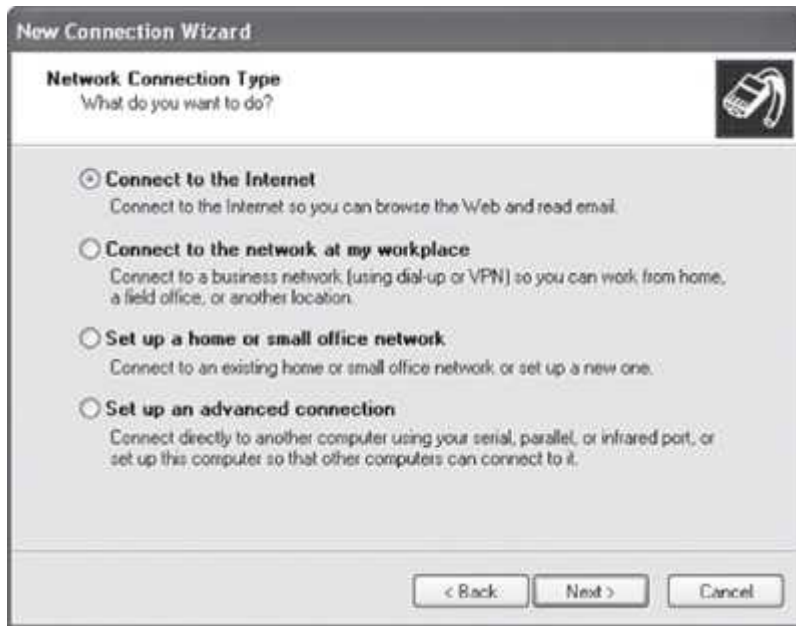 New Connection Wizard
Network Connection Type
What do you want to do?
Connect to the Internet
Connect to the Internet so you can browse the Web and read email.
Connect to the network at my workplace
Connect to a business network (using dial-up or VPN) so you can work from home,
a field office, or another location.
Set up a home or small office network
Connect to an existing home or small office network or set up a new one.
Set up an advanced connection
Connect directly to another computer using your serial, parallel, or infrared port, or
set up this computer so that other computers can connect to it.
< Back Next > Cancel